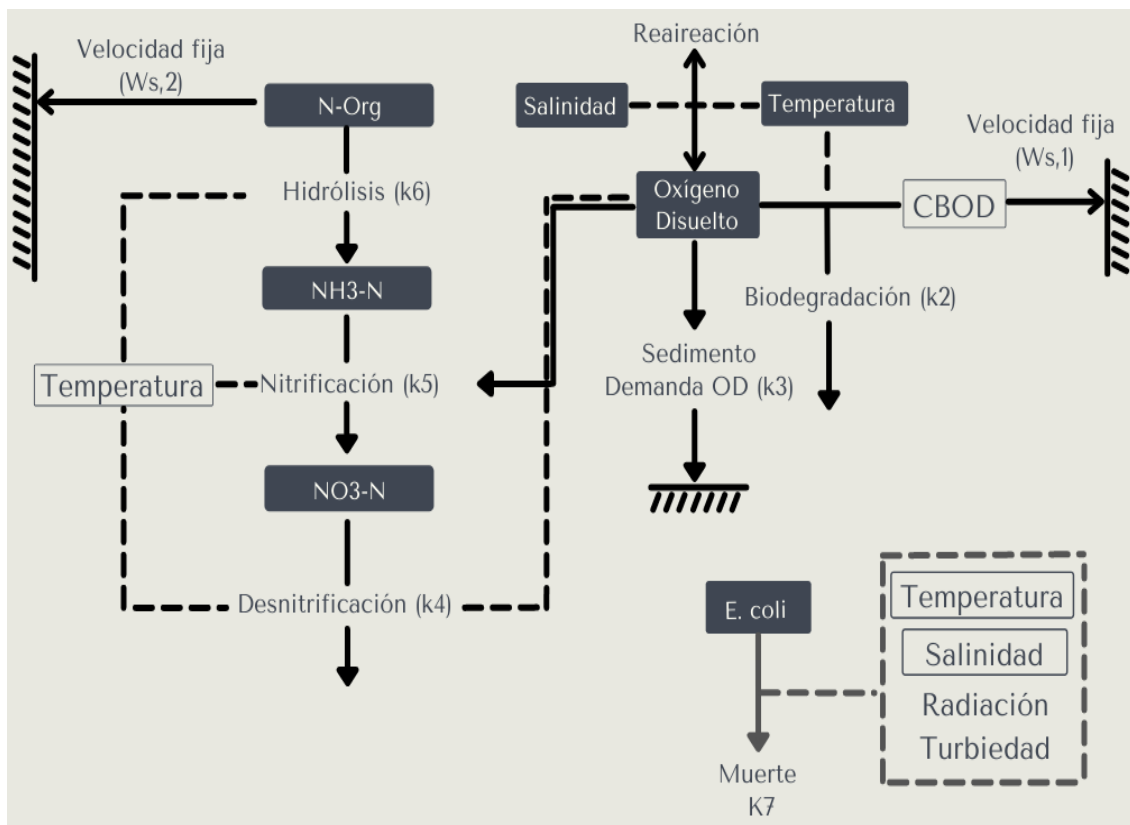 Velocidad fija
(Ws,2)
N-Org
Hidrólisis (k6)
NH3-N
Temperatura
Nitrificación (k5)
NO3-N
Desnitrificación (k4)
Reaireación
Salinidad
Temperatura
Velocidad fija
(Ws,1)
Oxígeno
Disuelto
CBOD
Biodegradación (k2)
Sedimento
Demanda OD (k3)
E. coli
Muerte
K7
Temperatura
Salinidad
Radiación
Turbiedad